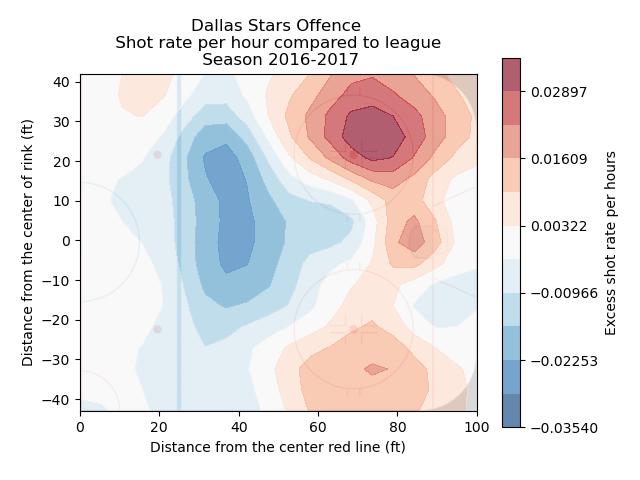 Dallas Stars Offence
Shot rate per hour compared to league
Season 2016-2017
40
30
20
10
0
−10
−20
−30
−40
Distance from the center of rink (ft)
0 20 40 60 80 100
Distance from the center red line (ft)
0.02897
0.01609
0.00322
−0.00966
−0.02253
−0.03540
Excess shot rate per hours